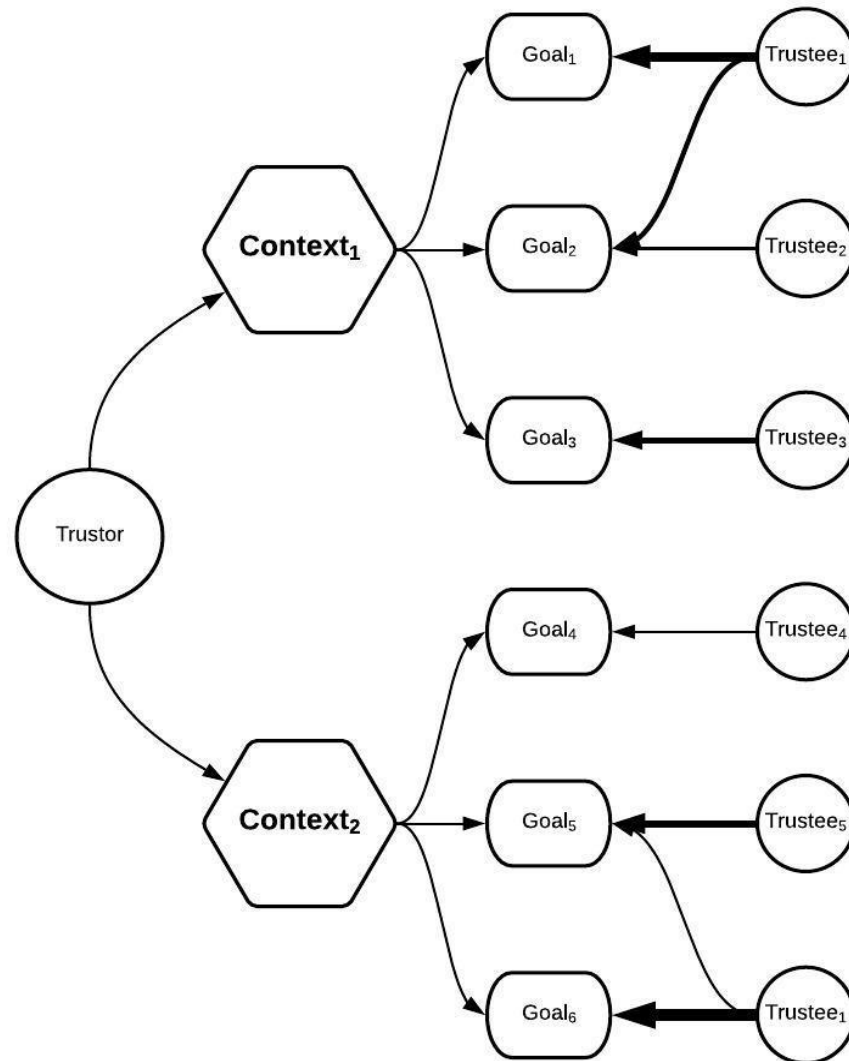 Goal₁
Trustee₁
Context₁
Goal₂
Trustee₂
Goal₃
Trustee₃
Trustor
Goal₄
Trustee₄
Context₂
Goal₅
Trustee₅
Goal₆
Trustee₁